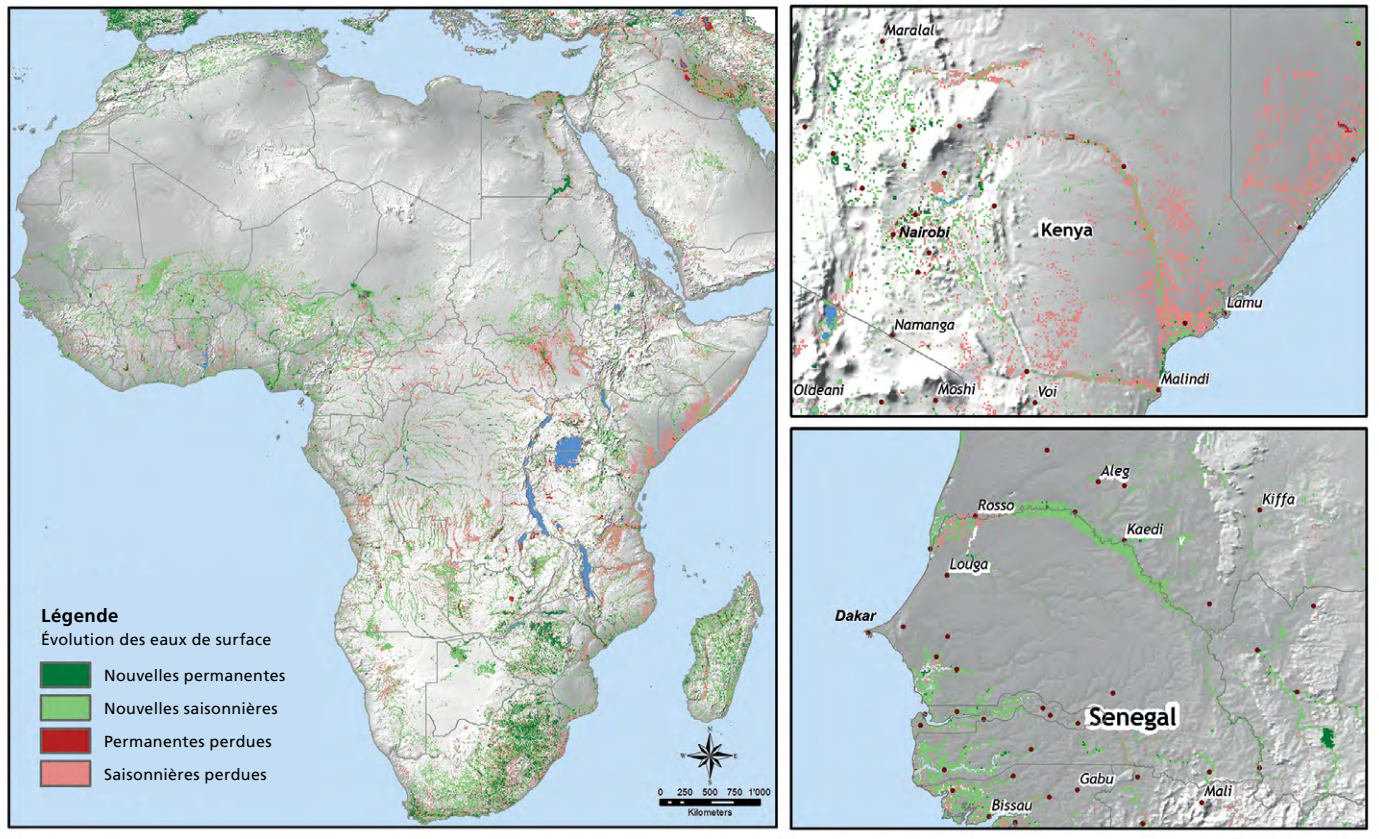 Légende
Évolution des eaux de surface
Nouvelles permanentes
Nouvelles saisonnières
Permanentes perdues
Saisonnières perdues
N
W E
S
0 250 500 750 1'000
Kilometers
Maralal
Nairobi
Kenya
Lamu
Namanga
Oldeani
Moshi
Voi
Malindi
Aleg
Kiffa
Rosso
Kaedi
Louga
Dakar
Senegal
Gabu
Mali
Bissau